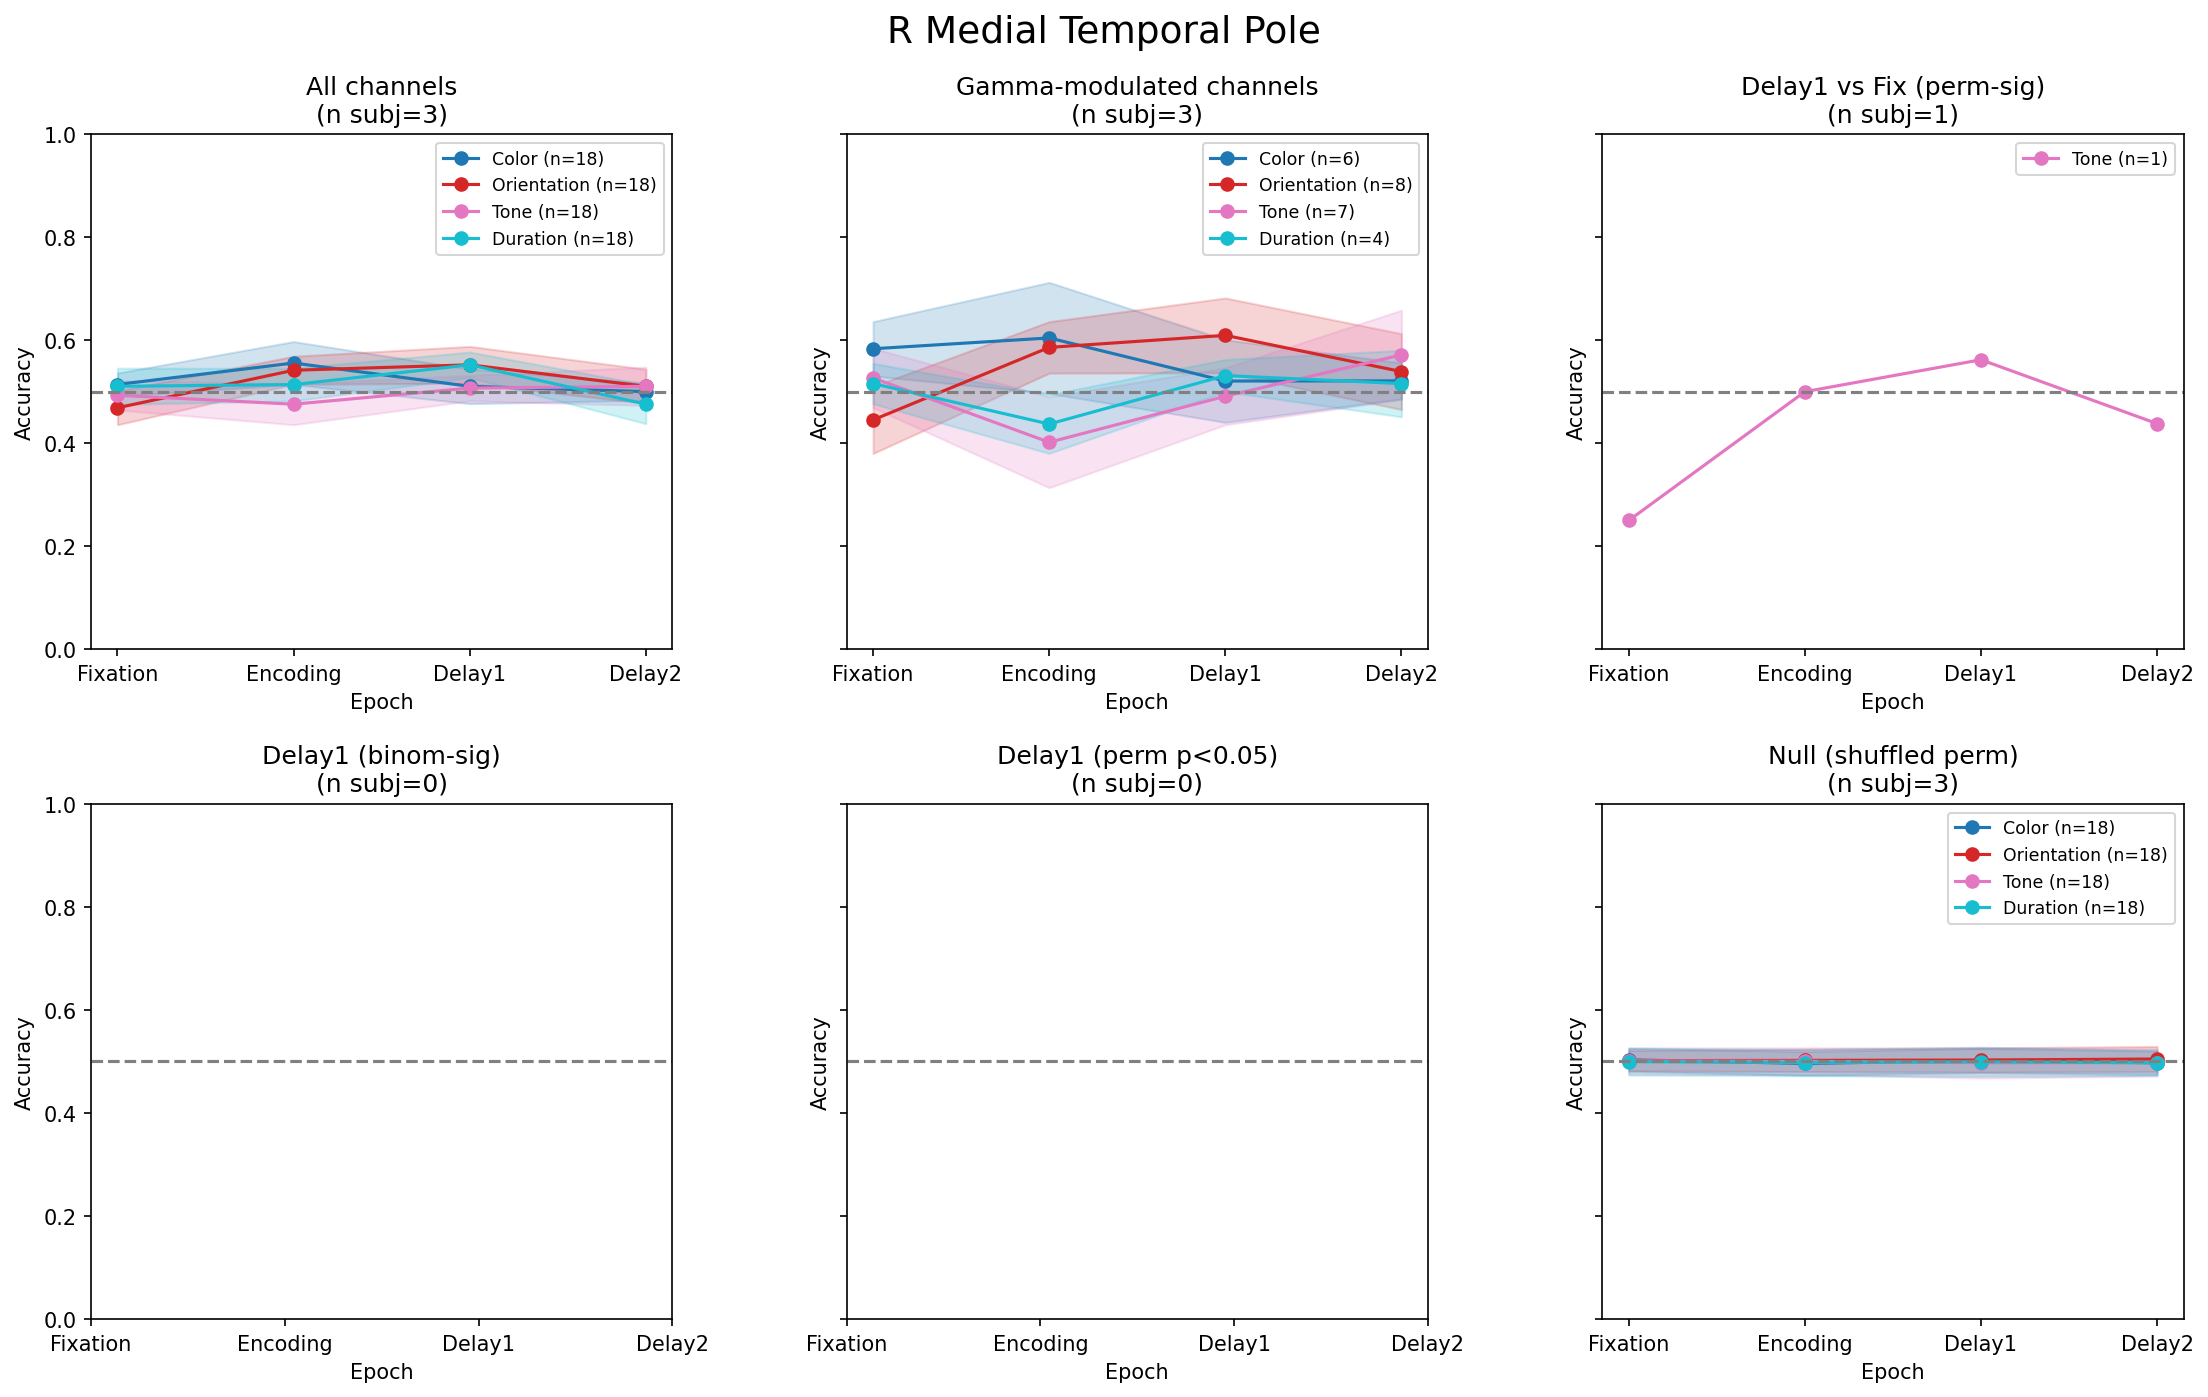 R Medial Temporal Pole
All channels
(n subj=3)
Accuracy
1.0
0.8
0.6
0.4
0.2
0.0
Color (n=18)
Orientation (n=18)
Tone (n=18)
Duration (n=18)
Fixation Encoding Delay1 Delay2
Epoch
Gamma-modulated channels
(n subj=3)
Accuracy
Color (n=6)
Orientation (n=8)
Tone (n=7)
Duration (n=4)
Fixation Encoding Delay1 Delay2
Epoch
Delay1 vs Fix (perm-sig)
(n subj=1)
Accuracy
Tone (n=1)
Fixation Encoding Delay1 Delay2
Epoch
Delay1 (binom-sig)
(n subj=0)
Accuracy
1.0
0.8
0.6
0.4
0.2
0.0
Fixation Encoding Delay1 Delay2
Epoch
Delay1 (perm p<0.05)
(n subj=0)
Accuracy
Fixation Encoding Delay1 Delay2
Epoch
Null (shuffled perm)
(n subj=3)
Accuracy
Color (n=18)
Orientation (n=18)
Tone (n=18)
Duration (n=18)
Fixation Encoding Delay1 Delay2
Epoch